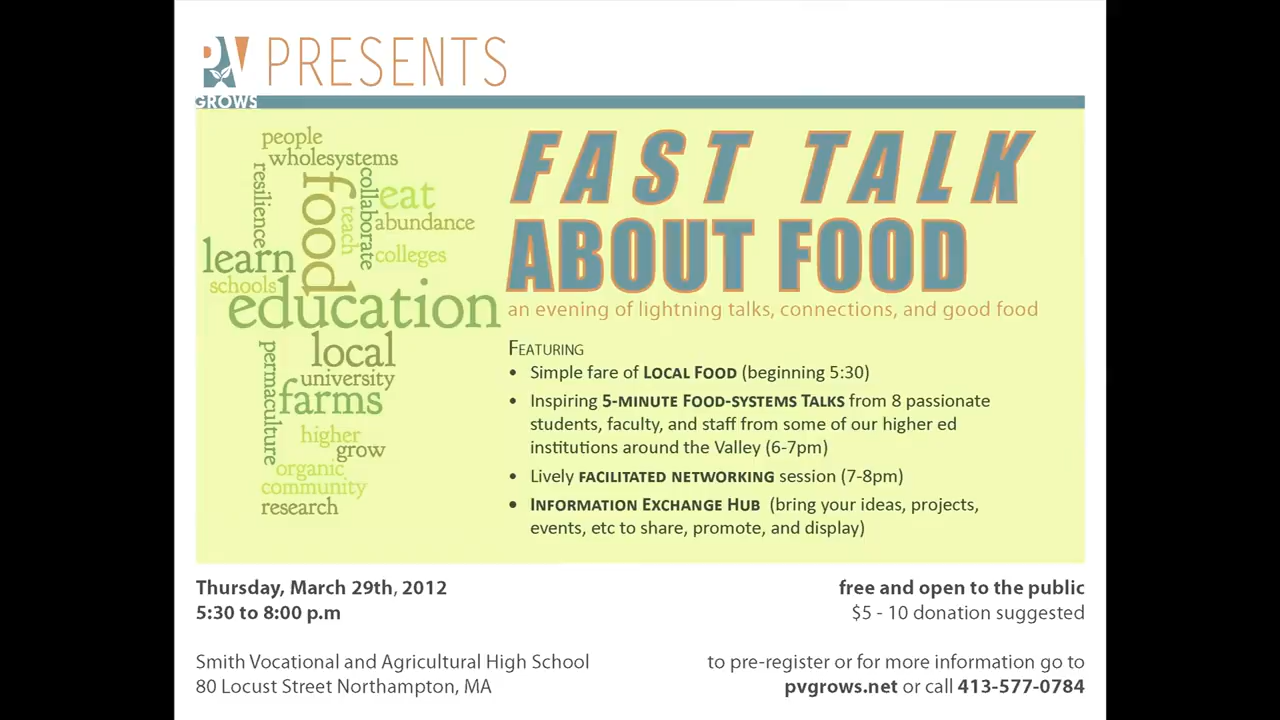 PV PRESENTS
GROWS
people
wholesystems
resilience
food
collaborate
teach
eat
abundance
learn
colleges
schools
education
local
permaculture
university
farms
higher
grow
organic
community
research
FAST TALK
ABOUT FOOD
an evening of lightning talks, connections, and good food
FEATURING
• Simple fare of LOCAL FOOD (beginning 5:30)
• Inspiring 5-MINUTE FOOD-SYSTEMS TALKS from 8 passionate
students, faculty, and staff from some of our higher ed
institutions around the Valley (6-7pm)
• Lively FACILITATED NETWORKING session (7-8pm)
• INFORMATION EXCHANGE HUB (bring your ideas, projects,
events, etc to share, promote, and display)
Thursday, March 29th, 2012
5:30 to 8:00 p.m
Smith Vocational and Agricultural High School
80 Locust Street Northampton, MA
free and open to the public
$5 - 10 donation suggested
to pre-register or for more information go to
pvgrows.net or call 413-577-0784